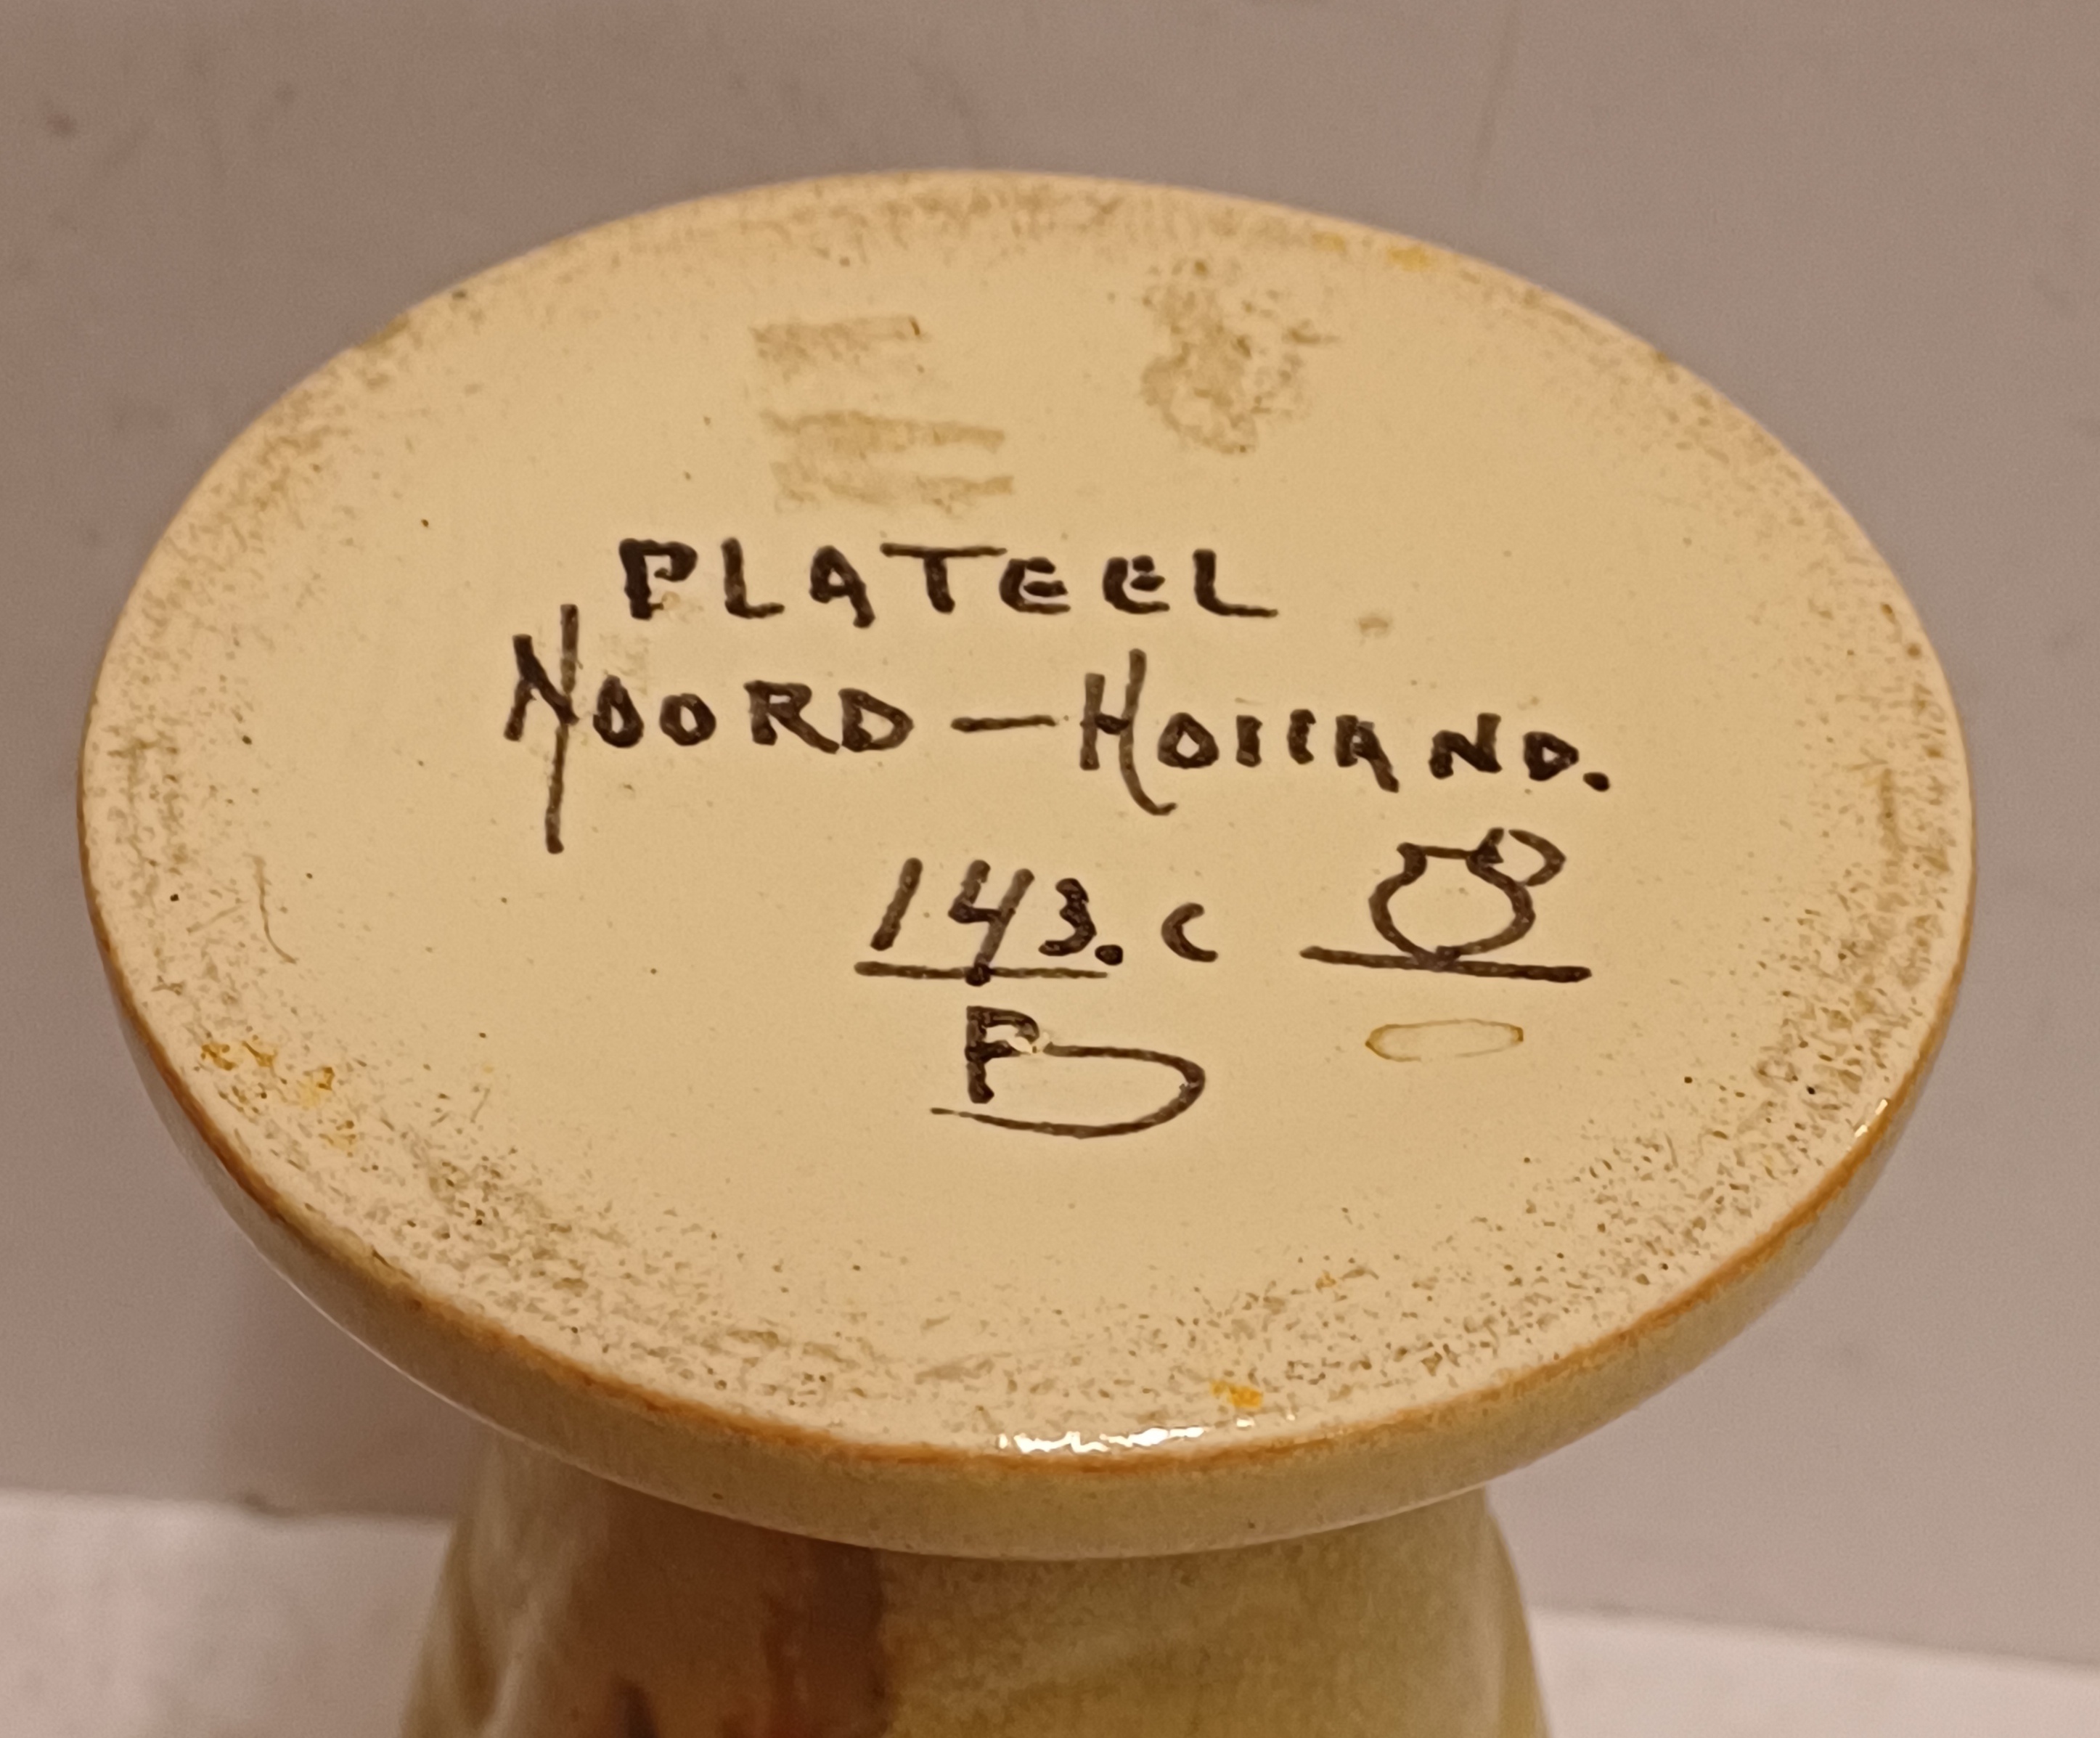 PLATEEL
NOORD-HOLLAND.
143.C
P